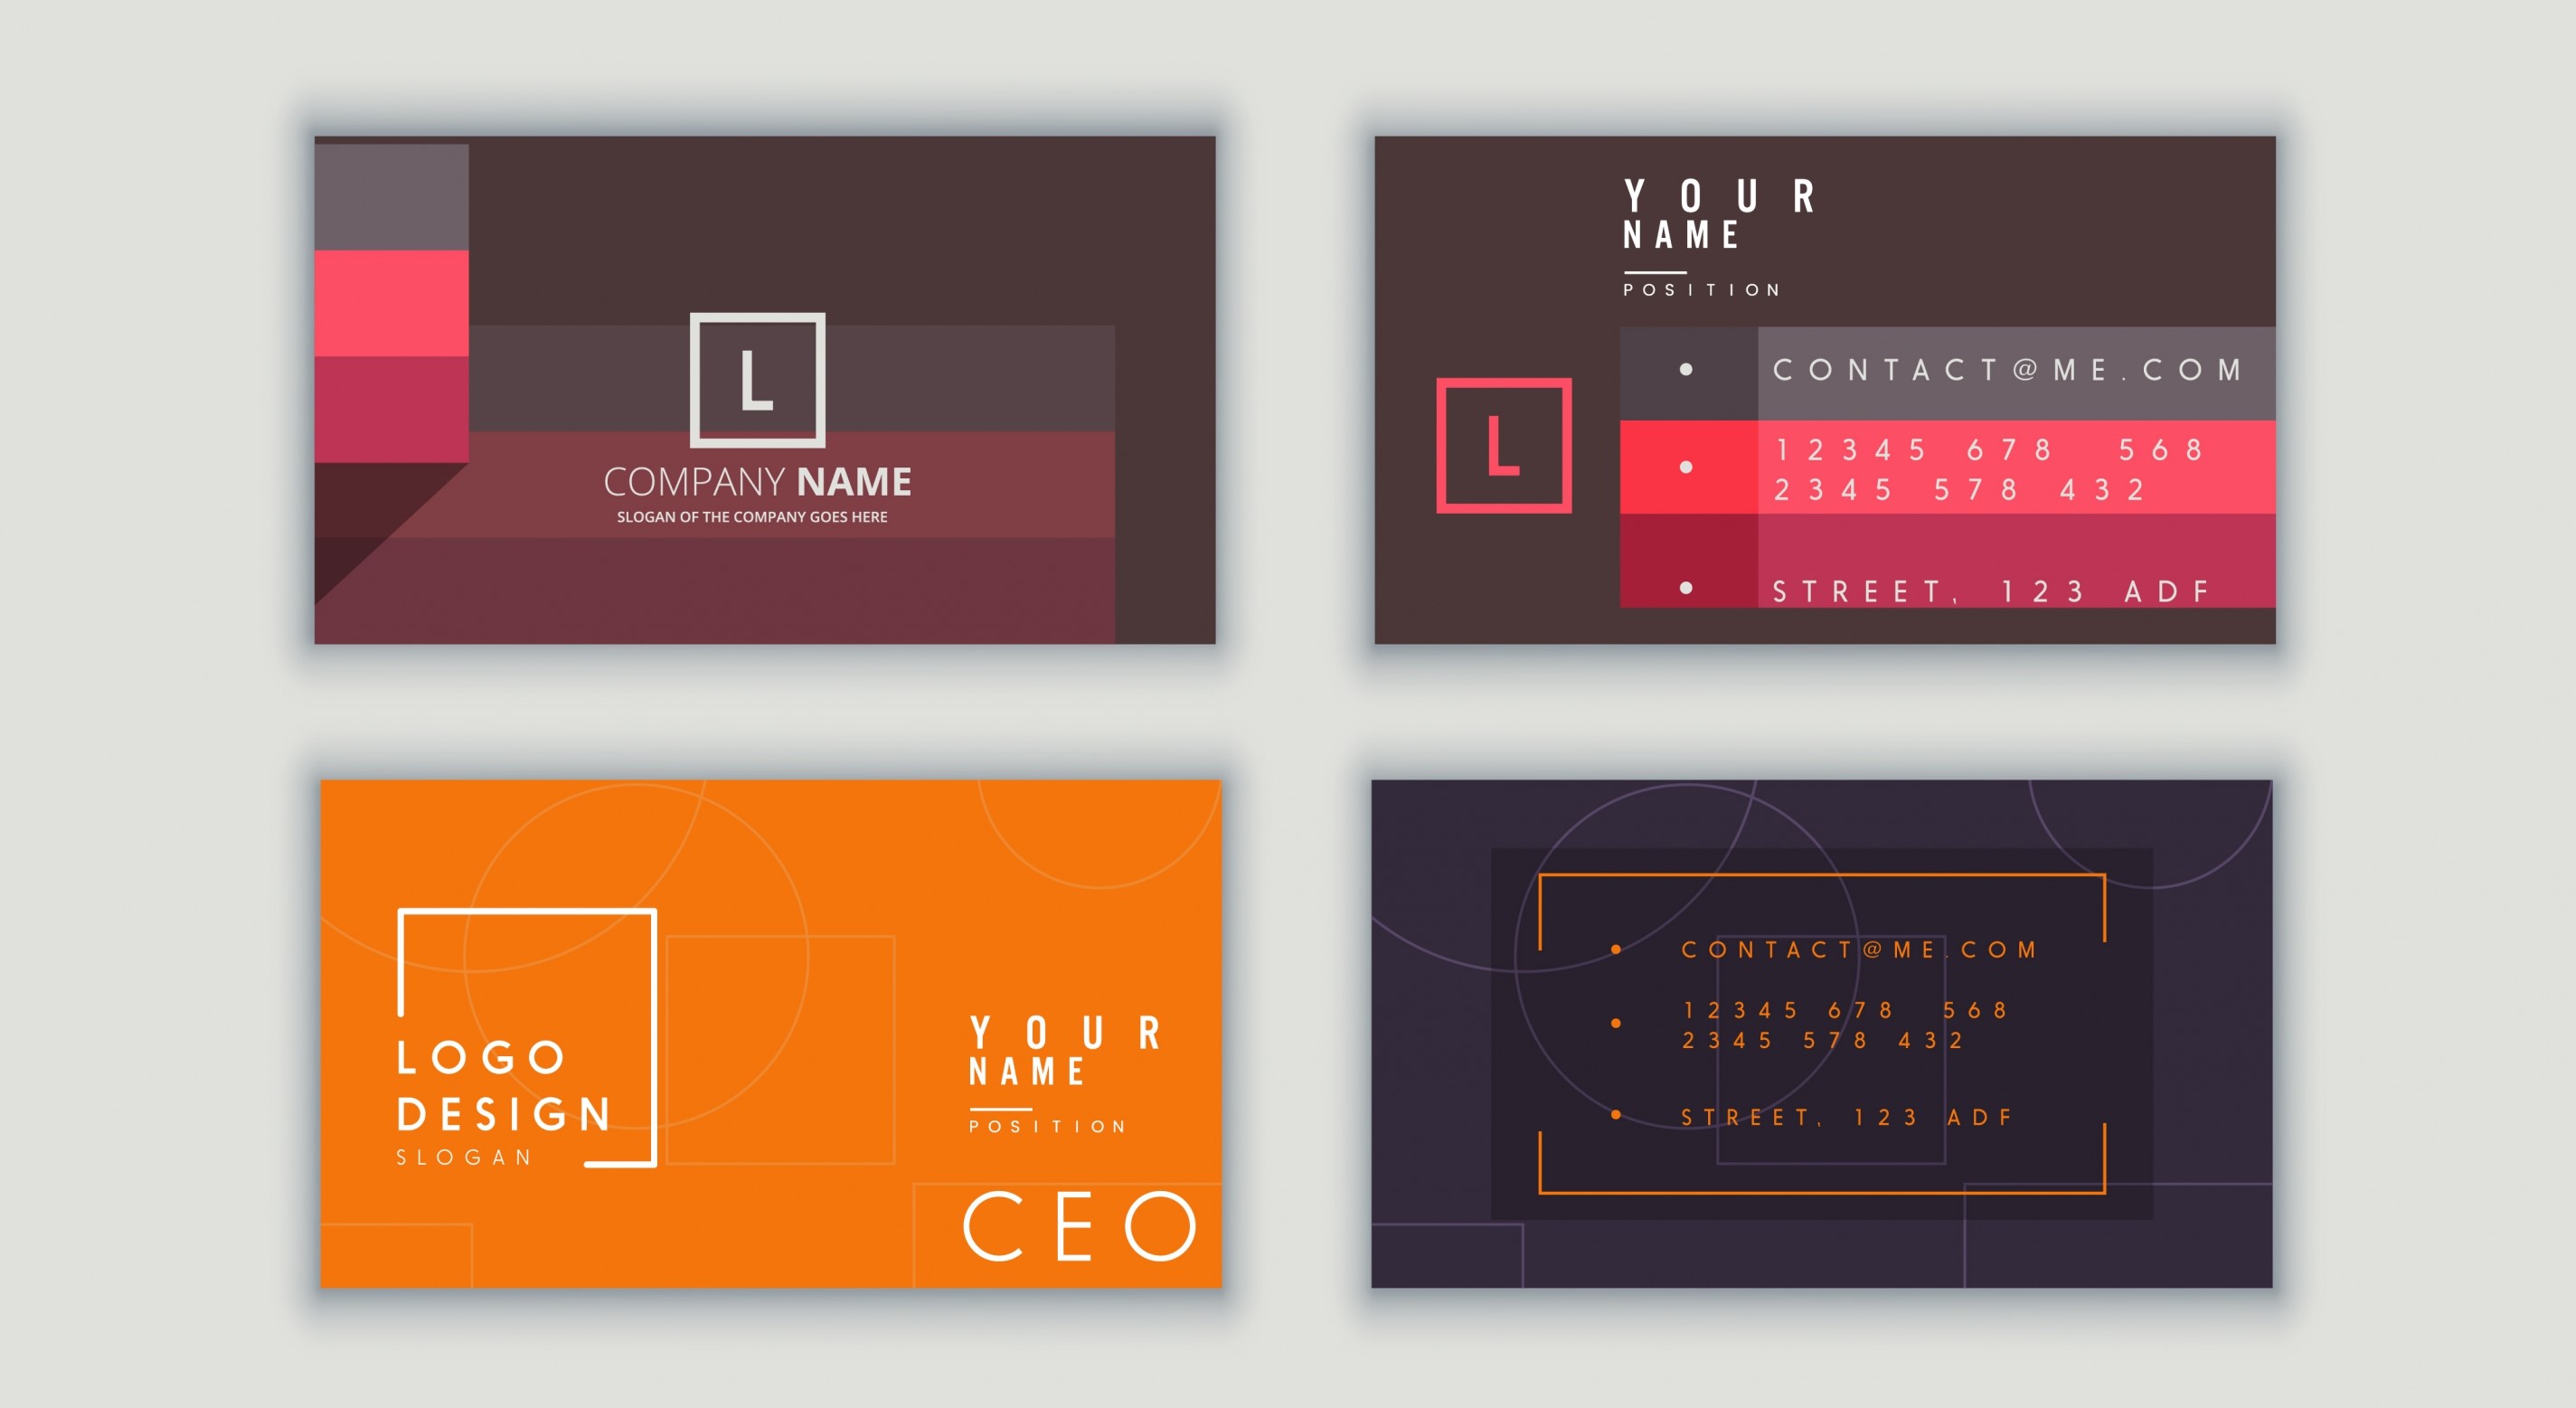 L
COMPANY NAME
SLOGAN OF THE COMPANY GOES HERE
YOUR
NAME
POSITION
L
CONTACT@ME.COM
12345 678 568
2345 578 432
STREET, 123 ADF
LOGO
DESIGN
SLOGAN
YOUR
NAME
POSITION
CEO
CONTACT@ME.COM
12345 678 568
2345 578 432
STREET, 123 ADF